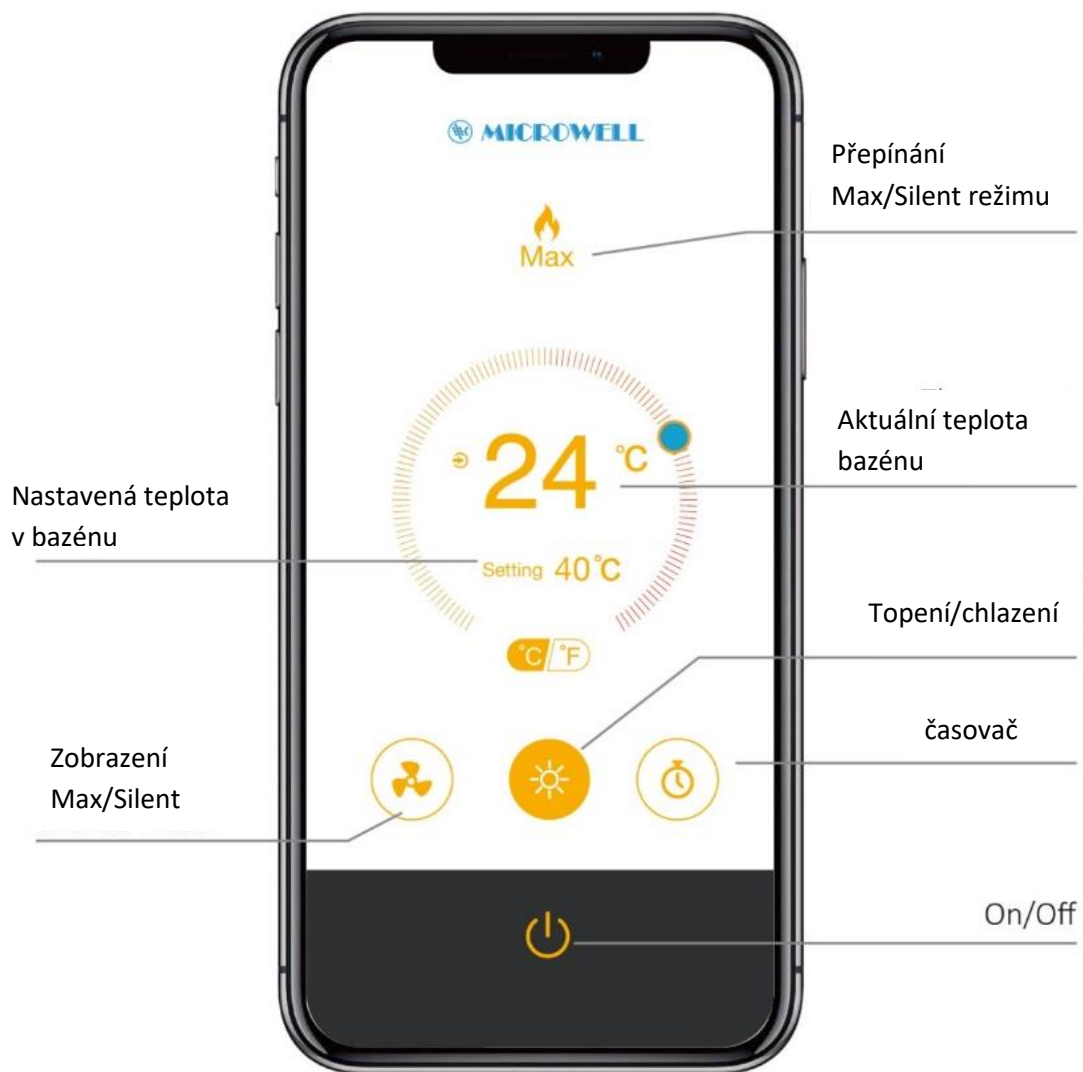 MICROWELL
Přepínání
Max/Silent režimu
Max
Aktuální teplota
bazénu
24 °C
Nastavená teplota
v bazénu
Setting 40°C
Topení/chlazení
°C/°F
časovač
Zobrazení
Max/Silent
On/Off